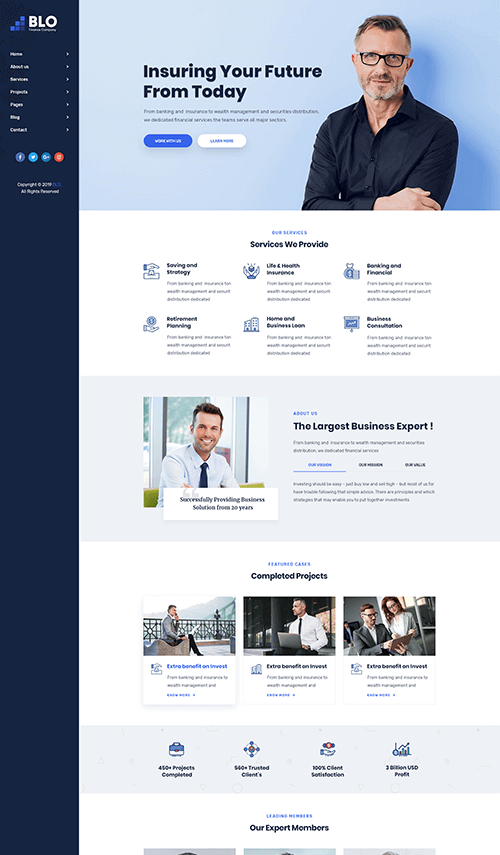 BLO
Finance Company
Home
About us
Services
Projects
Pages
Blog
Contact
Copyright © 2019 BLO.
All Rights Reserved
Insuring Your Future
From Today
From banking and insurance to wealth management and securities distribution,
we dedicated financial services the teams serve all major sectors.
WORK WITH US
LEARN MORE
OUR SERVICES
Services We Provide
Saving and
Strategy
From banking and insurance ton
wealth management and securit
distribution dedicated
Life & Health
Insurance
From banking and insurance ton
wealth management and securit
distribution dedicated
Banking and
Financial
From banking and insurance ton
wealth management and securit
distribution dedicated
Retirement
Planning
From banking and insurance ton
wealth management and securit
distribution dedicated
Home and
Business Loan
From banking and insurance ton
wealth management and securit
distribution dedicated
Business
Consultation
From banking and insurance ton
wealth management and securit
distribution dedicated
Successfully Providing Business
Solution from 20 years
ABOUT US
The Largest Business Expert !
From banking and insurance to wealth management and securities
distribution, we dedicated financial services
OUR VISSION
OUR MISSION
OUR VALUE
Investing should be easy – just buy low and sell high – but most of us for
have trouble following that simple advice. There are principles and which
strategies that may enable you to put together investments
FEATURED CASES
Completed Projects
Extra benefit on Invest
From banking and insurance to
wealth management and
KNOW MORE
Extra benefit on Invest
From banking and insurance to
wealth management and
KNOW MORE
Extra benefit on Invest
From banking and insurance to
wealth management and
KNOW MORE
450+ Projects
Completed
560+ Trusted
Client's
100% Client
Satisfaction
3 Billion USD
Profit
LEADING MEMBERS
Our Expert Members